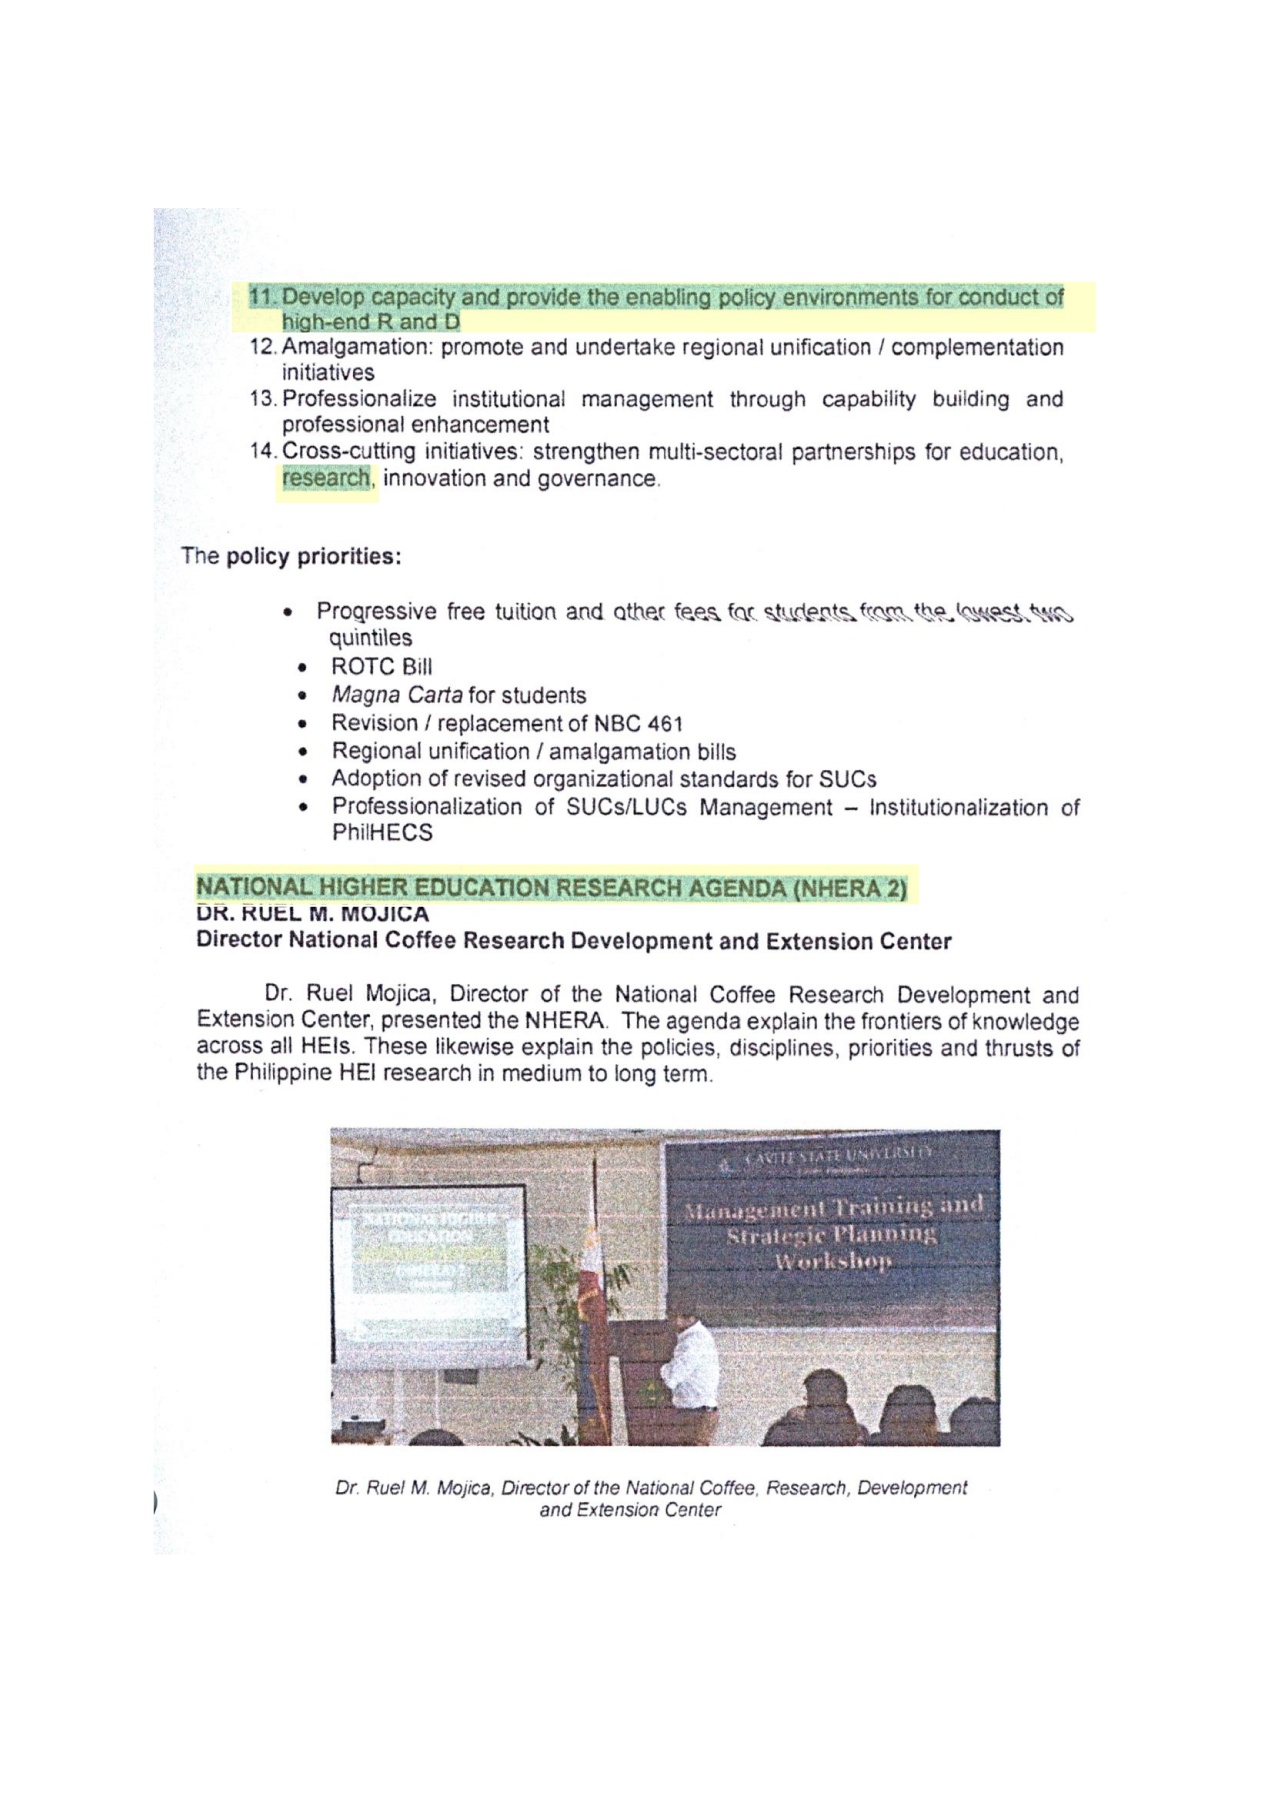 11. Develop capacity and provide the enabling policy environments for conduct of
high-end R and D
12. Amalgamation: promote and undertake regional unification / complementation
initiatives
13. Professionalize institutional management through capability building and
professional enhancement
14. Cross-cutting initiatives: strengthen multi-sectoral partnerships for education,
research, innovation and governance.
The policy priorities:
• Progressive free tuition and other fees for students from the lowest two
quintiles
• ROTC Bill
• Magna Carta for students
• Revision / replacement of NBC 461
• Regional unification / amalgamation bills
• Adoption of revised organizational standards for SUCs
• Professionalization of SUCs/LUCs Management – Institutionalization of
PhilHECS
NATIONAL HIGHER EDUCATION RESEARCH AGENDA (NHERA 2)
DR. RUEL M. MOJICA
Director National Coffee Research Development and Extension Center
Dr. Ruel Mojica, Director of the National Coffee Research Development and
Extension Center, presented the NHERA. The agenda explain the frontiers of knowledge
across all HEIs. These likewise explain the policies, disciplines, priorities and thrusts of
the Philippine HEI research in medium to long term.
NATIONAL HIGHER
EDUCATION
CAVITE STATE UNIVERSITY
Management Training and
Strategic Planning
Workshop
Dr. Ruel M. Mojica, Director of the National Coffee, Research, Development
and Extension Center